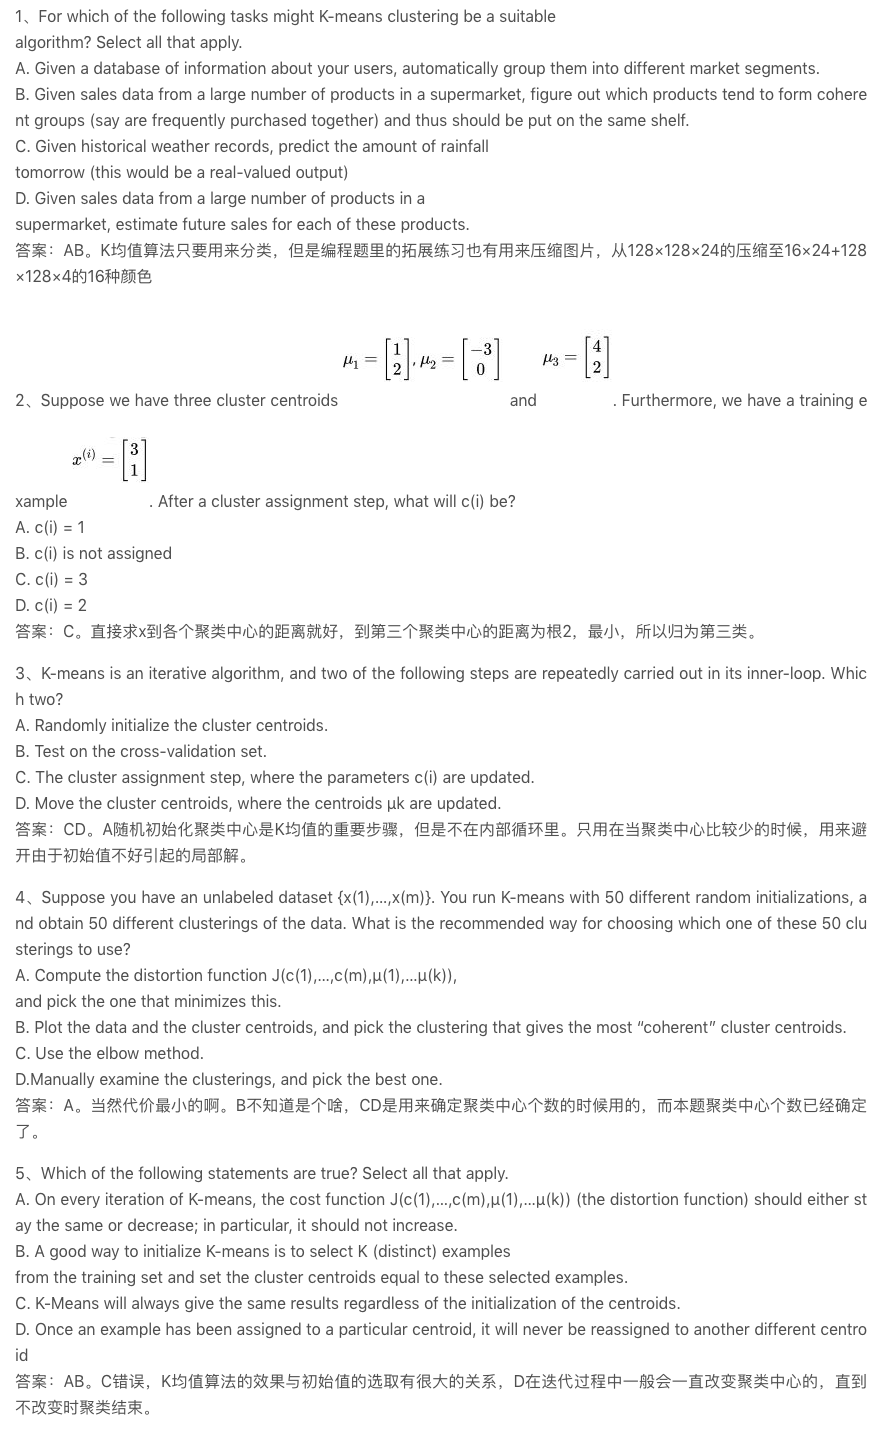 1、For which of the following tasks might K-means clustering be a suitable
algorithm? Select all that apply.
A. Given a database of information about your users, automatically group them into different market segments.
B. Given sales data from a large number of products in a supermarket, figure out which products tend to form cohere
nt groups (say are frequently purchased together) and thus should be put on the same shelf.
C. Given historical weather records, predict the amount of rainfall
tomorrow (this would be a real-valued output)
D. Given sales data from a large number of products in a
supermarket, estimate future sales for each of these products.
答案：AB。K均值算法只要用来分类，但是编程题里的拓展练习也有用来压缩图片，从128×128×24的压缩至16×24+128
×128×4的16种颜色
2、Suppose we have three cluster centroids μ₁ = [1 2], μ₂ = [−3 0] and μ₃ = [4 2]. Furthermore, we have a training e
xample x⁽ⁱ⁾ = [3 1]. After a cluster assignment step, what will c(i) be?
A. c(i) = 1
B. c(i) is not assigned
C. c(i) = 3
D. c(i) = 2
答案：C。直接求x到各个聚类中心的距离就好，到第三个聚类中心的距离为根2，最小，所以归为第三类。
3、K-means is an iterative algorithm, and two of the following steps are repeatedly carried out in its inner-loop. Whic
h two?
A. Randomly initialize the cluster centroids.
B. Test on the cross-validation set.
C. The cluster assignment step, where the parameters c(i) are updated.
D. Move the cluster centroids, where the centroids μk are updated.
答案：CD。A随机初始化聚类中心是K均值的重要步骤，但是不在内部循环里。只用在当聚类中心比较少的时候，用来避
开由于初始值不好引起的局部解。
4、Suppose you have an unlabeled dataset {x(1),…,x(m)}. You run K-means with 50 different random initializations, a
nd obtain 50 different clusterings of the data. What is the recommended way for choosing which one of these 50 clu
sterings to use?
A. Compute the distortion function J(c(1),…,c(m),μ(1),…μ(k)),
and pick the one that minimizes this.
B. Plot the data and the cluster centroids, and pick the clustering that gives the most “coherent” cluster centroids.
C. Use the elbow method.
D.Manually examine the clusterings, and pick the best one.
答案：A。当然代价最小的啊。B不知道是个啥，CD是用来确定聚类中心个数的时候用的，而本题聚类中心个数已经确定
了。
5、Which of the following statements are true? Select all that apply.
A. On every iteration of K-means, the cost function J(c(1),…,c(m),μ(1),…μ(k)) (the distortion function) should either st
ay the same or decrease; in particular, it should not increase.
B. A good way to initialize K-means is to select K (distinct) examples
from the training set and set the cluster centroids equal to these selected examples.
C. K-Means will always give the same results regardless of the initialization of the centroids.
D. Once an example has been assigned to a particular centroid, it will never be reassigned to another different centro
id
答案：AB。C错误，K均值算法的效果与初始值的选取有很大的关系，D在迭代过程中一般会一直改变聚类中心的，直到
不改变时聚类结束。